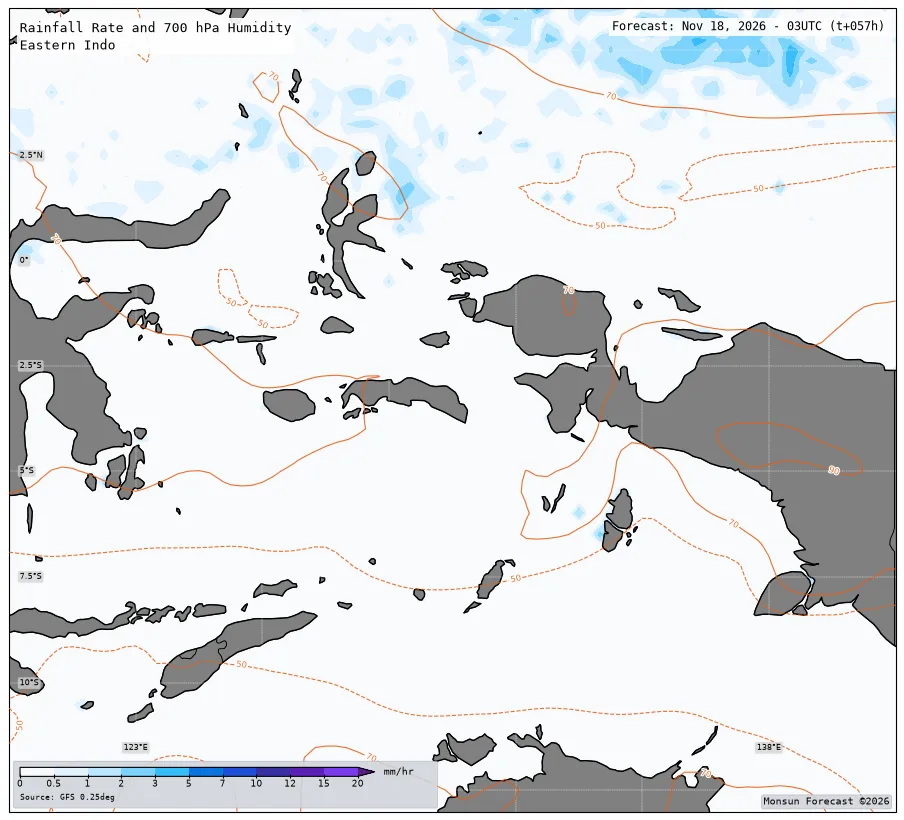 Rainfall Rate and 700 hPa Humidity
Eastern Indo
Forecast: Nov 18, 2026 - 03UTC (t+057h)
70
70
2.5°N
70
50
50
70
0°
50
70
50
2.5°S
90
5°S
70
7.5°S
50
50
10°S
50
123°E
138°E
70
70
mm/hr
0 0.5 1 2 3 5 7 10 12 15 20
Source: GFS 0.25deg
Monsun Forecast ©2026